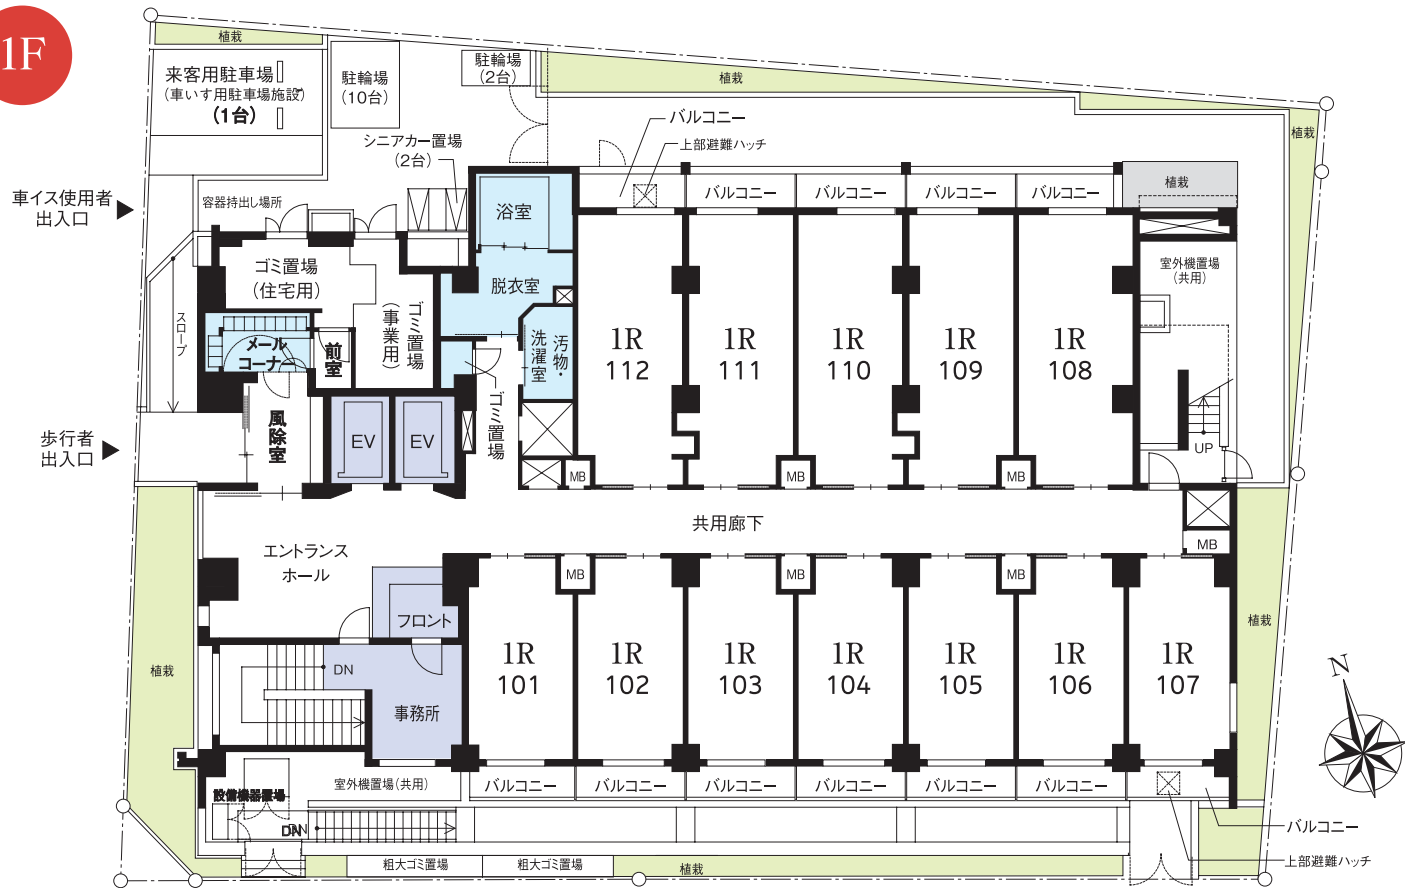 1F
植栽
来客用駐車場
(車いす用駐車場施設)
(1台)
駐輪場
(10台)
駐輪場
(2台)
植栽
植栽
シニアカー置場
(2台)
バルコニー
上部避難ハッチ
車イス使用者
出入口
容器持出し場所
浴室
バルコニー
バルコニー
バルコニー
バルコニー
植栽
ゴミ置場
(住宅用)
脱衣室
室外機置場
(共用)
スロープ
ゴミ置場
(事業用)
メール
コーナー
前室
汚物・
洗濯室
1R
112
1R
111
1R
110
1R
109
1R
108
歩行者
出入口
風除室
EV
EV
ゴミ置場
UP
MB
MB
MB
共用廊下
MB
エントランス
ホール
MB
MB
MB
フロント
植栽
植栽
DN
事務所
1R
101
1R
102
1R
103
1R
104
1R
105
1R
106
1R
107
N
設備機器置場
室外機置場(共用)
バルコニー
バルコニー
バルコニー
バルコニー
バルコニー
バルコニー
DN
DN
バルコニー
上部避難ハッチ
粗大ゴミ置場
粗大ゴミ置場
植栽